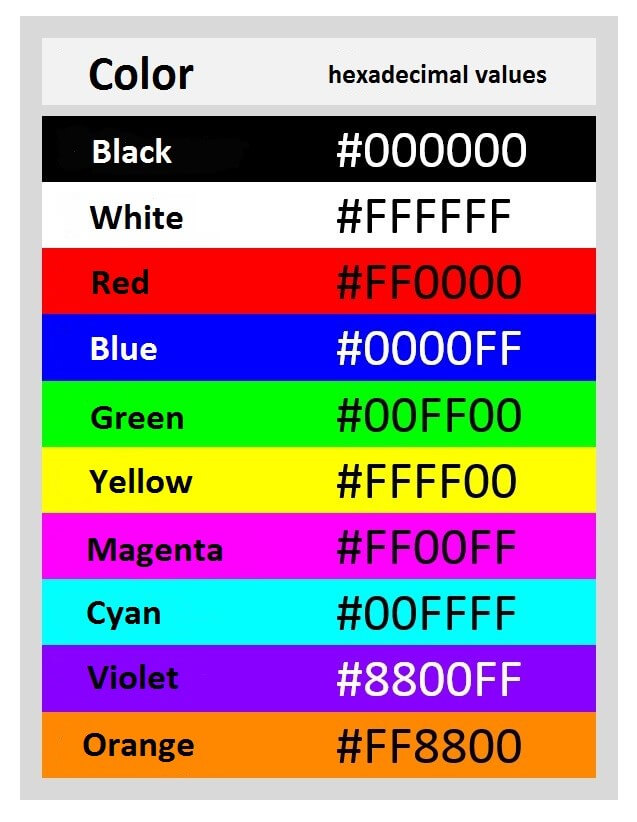 Color hexadecimal values
Black #000000
White #FFFFFF
Red #FF0000
Blue #0000FF
Green #00FF00
Yellow #FFFF00
Magenta #FF00FF
Cyan #00FFFF
Violet #8800FF
Orange #FF8800